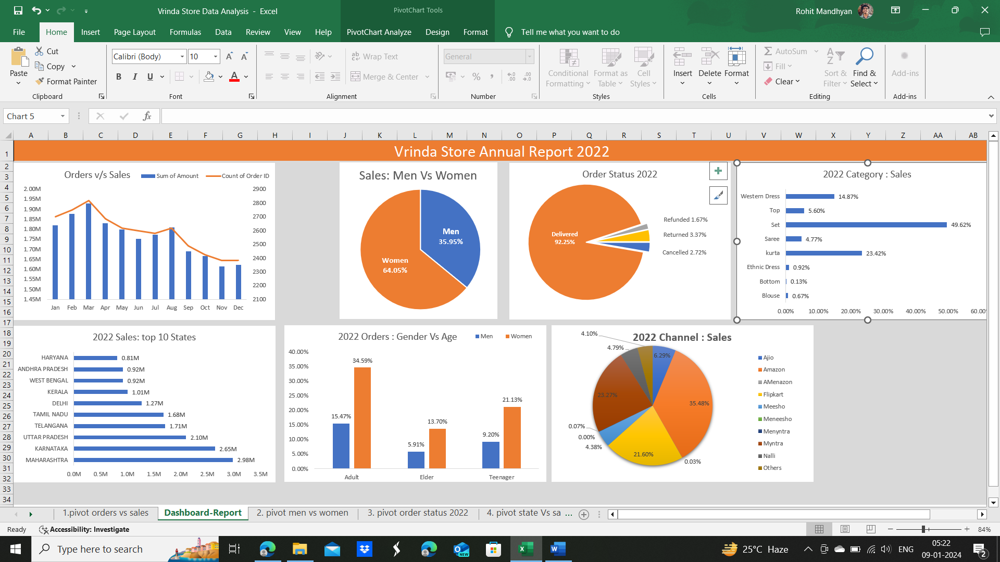 Vrinda Store Data Analysis - Excel
PivotChart Tools
Rohit Mandhyan
File Home Insert Page Layout Formulas Data Review View Help PivotChart Analyze Design Format Tell me what you want to do
Paste
Cut
Copy
Format Painter
Clipboard
Calibri (Body) 10
B I U
Font
Wrap Text
Merge & Center
Alignment
General
Number
Conditional Formatting
Format as Table
Cell Styles
Styles
Insert Delete Format
Cells
AutoSum
Fill
Clear
Sort & Filter
Find & Select
Editing
Add-ins
Add-ins
Chart 5
fx
A B C D E F G H I J K L M N O P Q R S T U V W X Y Z AA AB
1
2
3
4
5
6
7
8
9
10
11
12
13
14
15
16
17
18
19
20
21
22
23
24
25
26
27
28
29
30
31
32
33
34
Vrinda Store Annual Report 2022
Orders v/s Sales
Sum of Amount Count of Order ID
2.00M
1.95M
1.90M
1.85M
1.80M
1.75M
1.70M
1.65M
1.60M
1.55M
1.50M
1.45M
2900
2800
2700
2600
2500
2400
2300
2200
2100
Jan Feb Mar Apr May Jun Jul Aug Sep Oct Nov Dec
Sales: Men Vs Women
Men
35.95%
Women
64.05%
Order Status 2022
Delivered
92.25%
Refunded 1.67%
Returned 3.37%
Cancelled 2.72%
2022 Category : Sales
Western Dress 14.87%
Top 5.60%
Set 49.62%
Saree 4.77%
kurta 23.42%
Ethnic Dress 0.92%
Bottom 0.13%
Blouse 0.67%
0.00% 10.00% 20.00% 30.00% 40.00% 50.00% 60.00%
2022 Sales: top 10 States
HARYANA 0.81M
ANDHRA PRADESH 0.92M
WEST BENGAL 0.92M
KERALA 1.01M
DELHI 1.27M
TAMIL NADU 1.68M
TELANGANA 1.71M
UTTAR PRADESH 2.10M
KARNATAKA 2.65M
MAHARASHTRA 2.98M
0.0M 0.5M 1.0M 1.5M 2.0M 2.5M 3.0M 3.5M
2022 Orders : Gender Vs Age
Men Women
40.00%
35.00%
30.00%
25.00%
20.00%
15.00%
10.00%
5.00%
0.00%
15.47% 34.59%
5.91% 13.70%
9.20% 21.13%
Adult Elder Teenager
2022 Channel : Sales
4.10%
4.79%
6.29%
23.27%
35.48%
0.07%
0.00%
4.38%
21.60%
0.03%
Ajio
Amazon
AMenazon
Flipkart
Meesho
Meneesho
Menyntra
Myntra
Nalli
Others
1.pivot orders vs sales Dashboard-Report 2. pivot men vs women 3. pivot order status 2022 4. pivot state Vs sa ...
Ready Accessibility: Investigate
84%
Type here to search
NEW
25°C Haze
ENG
05:22
09-01-2024
2